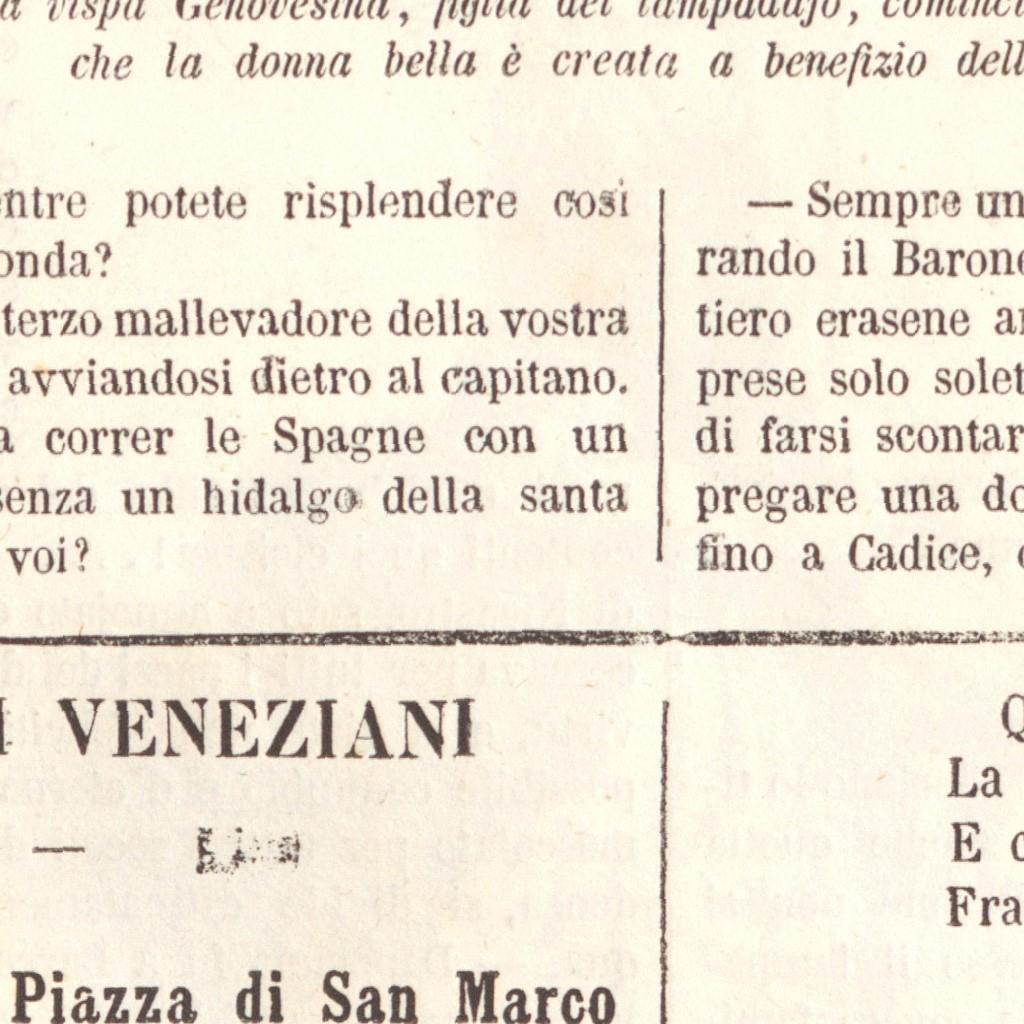 vispa Genovesina, figlia del lampadajo, cominci
che la donna bella è creata a benefizio dell
entre potete risplendere così
onda?
terzo mallevadore della vostra
avviandosi dietro al capitano.
a correr le Spagne con un
senza un hidalgo della santa
voi?
— Sempre un
rando il Barone
tiero erasene a
prese solo solet
di farsi scontar
pregare una do
fino a Cadice,
I VENEZIANI
—
Piazza di San Marco
Q
La
E
Fra